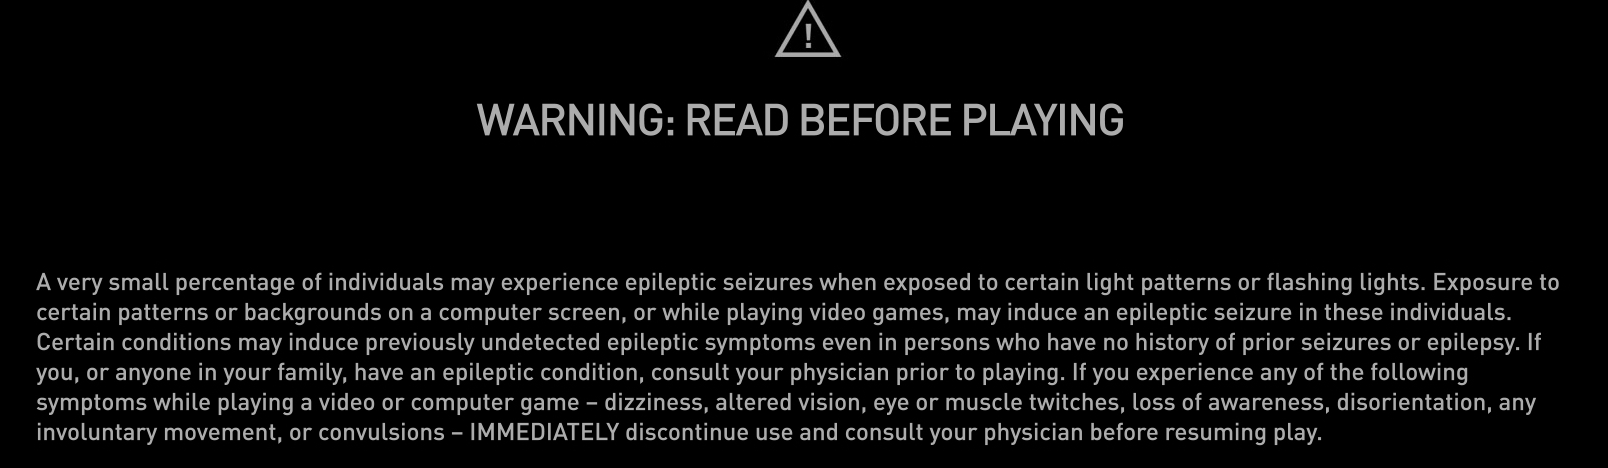 !
WARNING: READ BEFORE PLAYING
A very small percentage of individuals may experience epileptic seizures when exposed to certain light patterns or flashing lights. Exposure to
certain patterns or backgrounds on a computer screen, or while playing video games, may induce an epileptic seizure in these individuals.
Certain conditions may induce previously undetected epileptic symptoms even in persons who have no history of prior seizures or epilepsy. If
you, or anyone in your family, have an epileptic condition, consult your physician prior to playing. If you experience any of the following
symptoms while playing a video or computer game – dizziness, altered vision, eye or muscle twitches, loss of awareness, disorientation, any
involuntary movement, or convulsions – IMMEDIATELY discontinue use and consult your physician before resuming play.